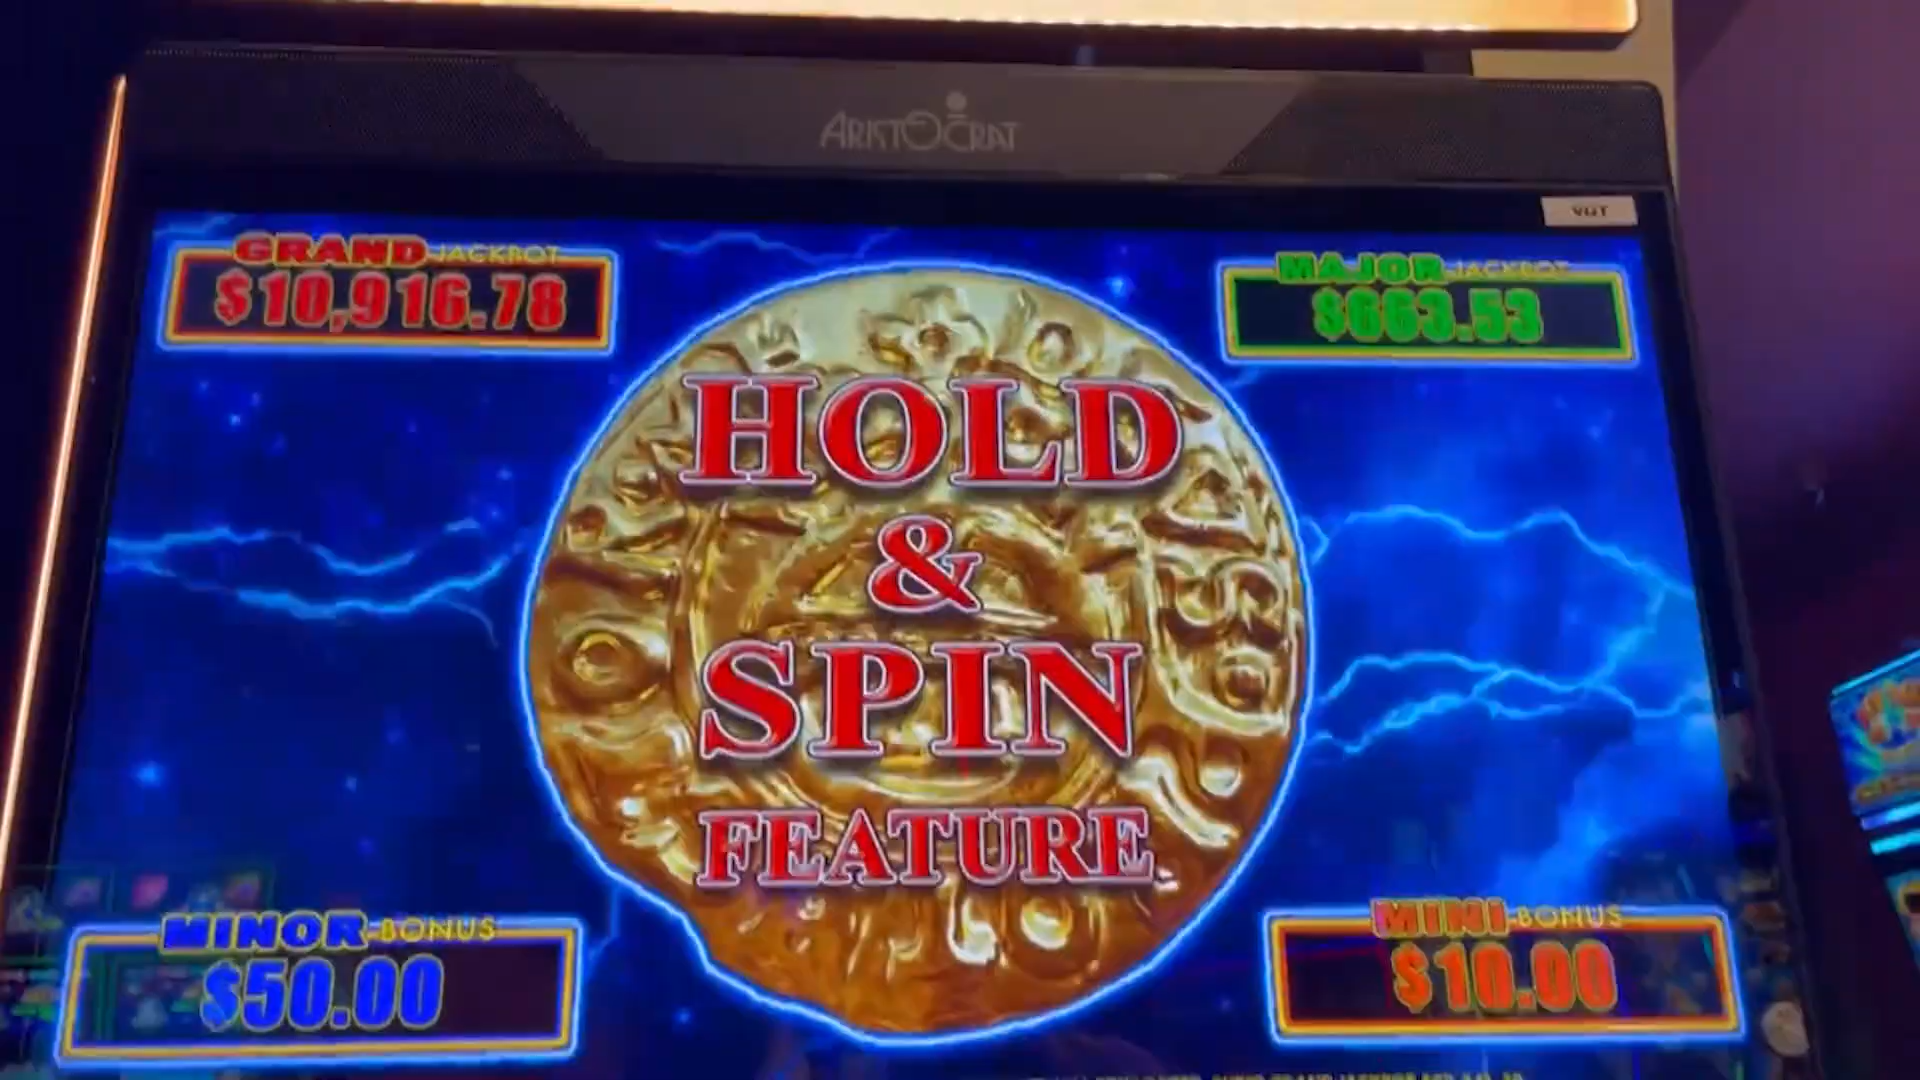 ARISTOCRAT
VGT
GRAND JACKPOT
$10,916.78
MAJOR JACKPOT
$663.53
HOLD
&
SPIN
FEATURE
MINOR BONUS
$50.00
MINI BONUS
$10.00